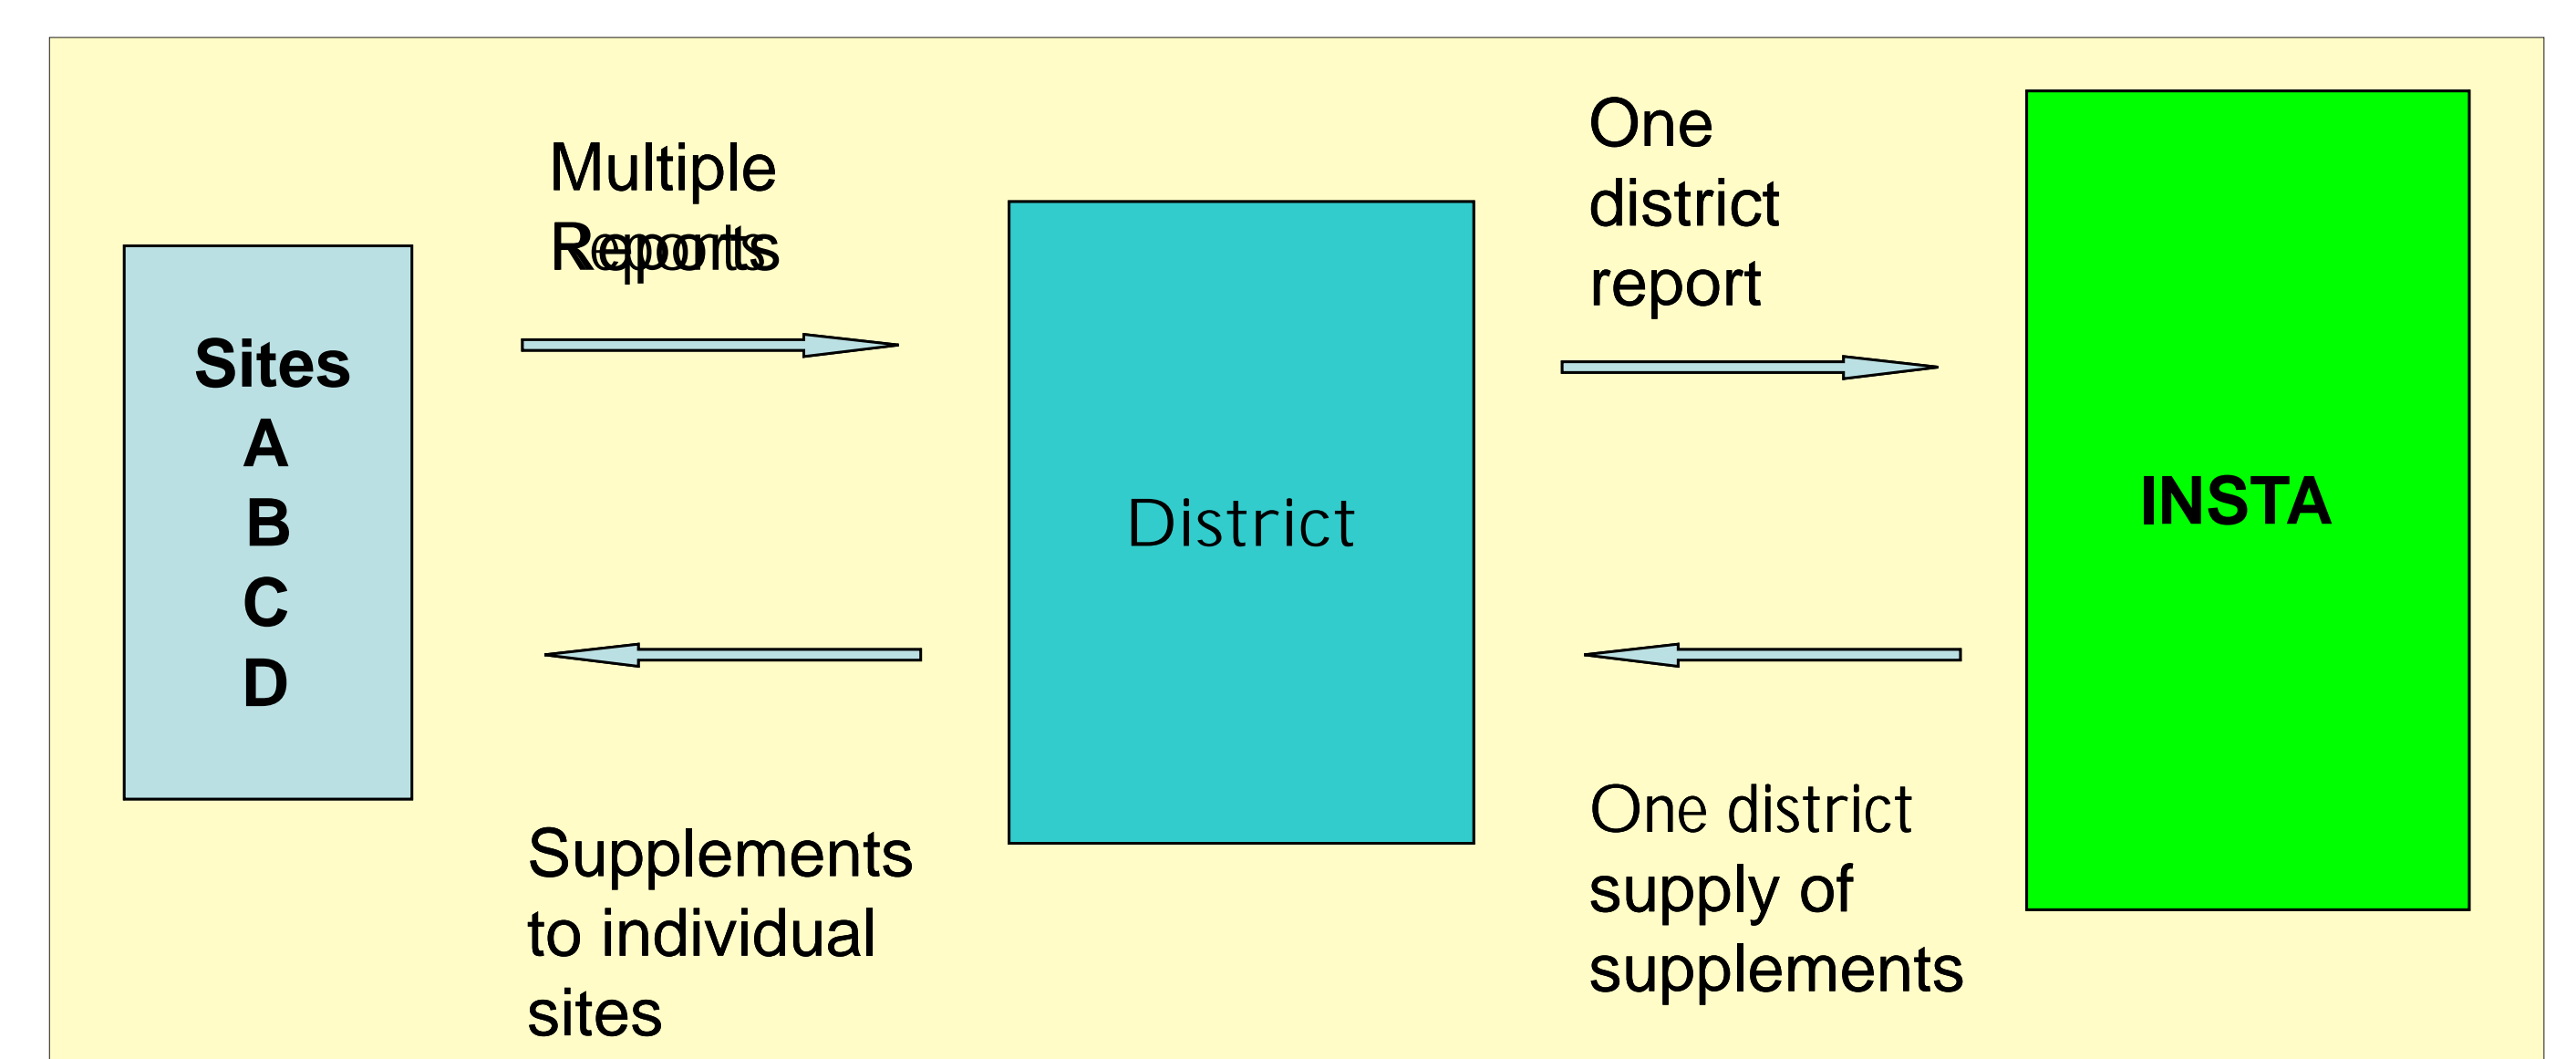 Multiple
Reports
One
district
report
Sites
A
B
C
D
District
INSTA
Supplements
to individual
sites
One district
supply of
supplements